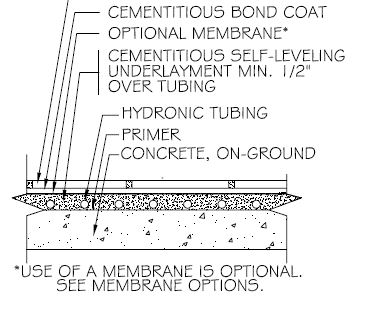 CEMENTITIOUS BOND COAT
OPTIONAL MEMBRANE*
CEMENTITIOUS SELF-LEVELING
UNDERLAYMENT MIN. 1/2"
OVER TUBING
HYDRONIC TUBING
PRIMER
CONCRETE, ON-GROUND
*USE OF A MEMBRANE IS OPTIONAL.
SEE MEMBRANE OPTIONS.